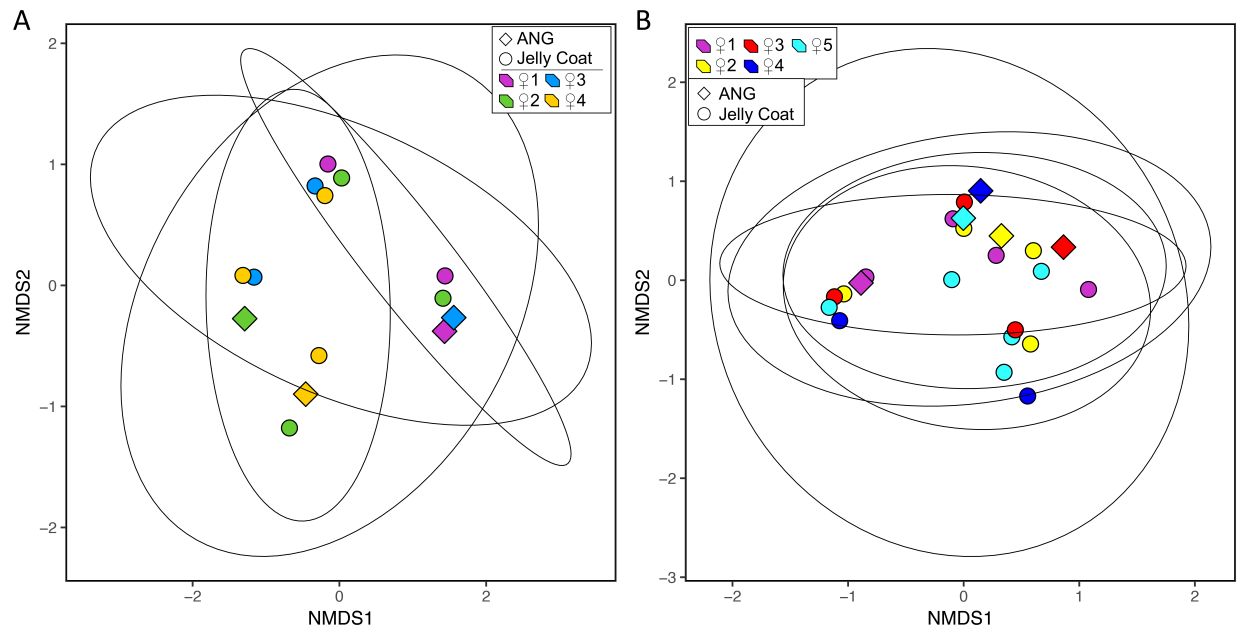 A
B
◇ ANG
○ Jelly Coat
♀1 ♀3
♀2 ♀4
♀1 ♀3 ♀5
♀2 ♀4
◇ ANG
○ Jelly Coat
2
1
0
−1
−2
NMDS2
−2 0 2
NMDS1
2
1
0
−1
−2
−3
NMDS2
−2 −1 0 1 2
NMDS1